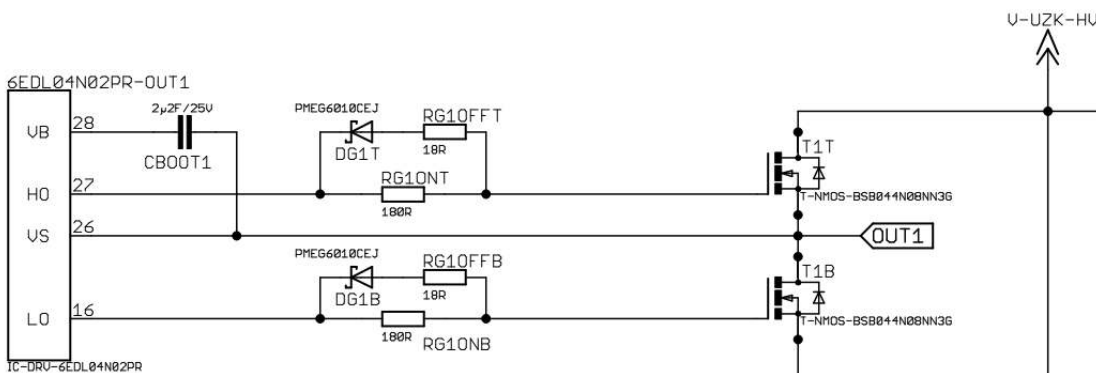 V-UZK-HV
6EDL04N02PR-OUT1
2µ2F/25V
PMEG6010CEJ
RG1OFFT
VB
28
DG1T
18R
T1T
CBOOT1
RG1ONT
HO
27
180R
T-NMOS-BSB044N08NN3G
VS
26
OUT1
PMEG6010CEJ
RG1OFFB
DG1B
18R
T1B
LO
16
180R
T-NMOS-BSB044N08NN3G
RG1ONB
IC-DRV-6EDL04N02PR